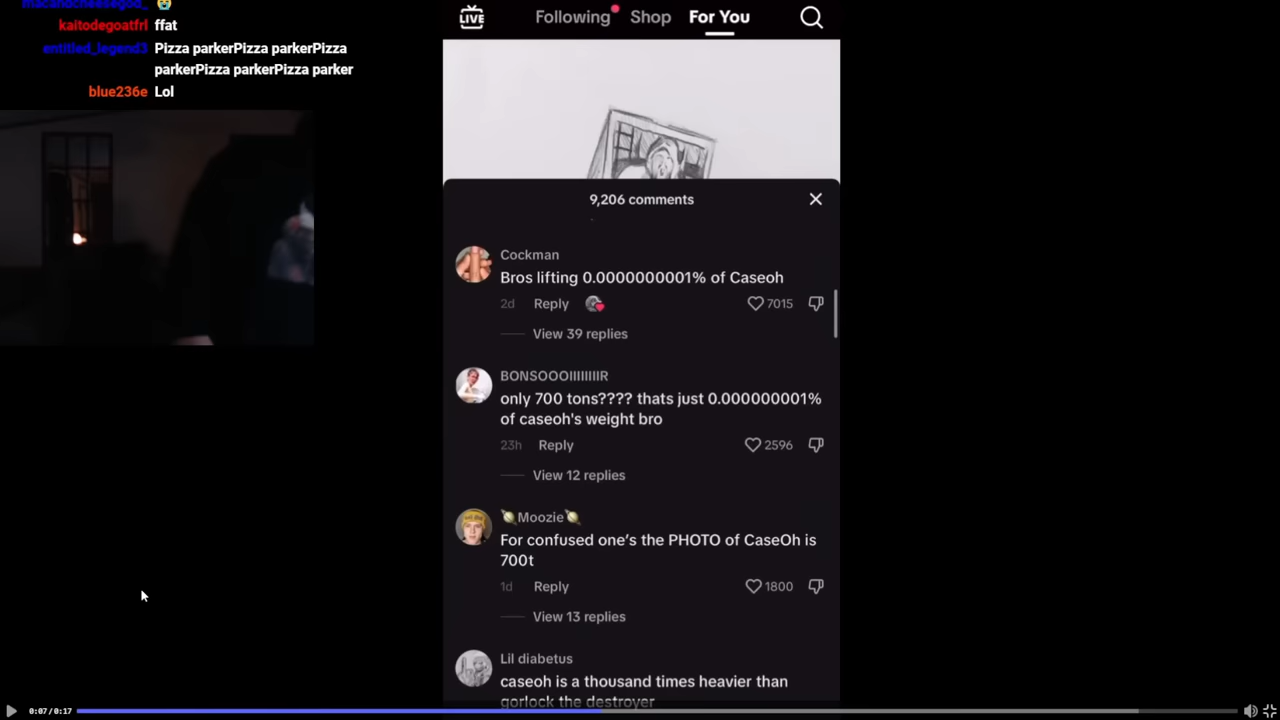 macandcheesegod_ 😭
kaitodegoatfrl ffat
entitled_legend3 Pizza parkerPizza parkerPizza
parkerPizza parkerPizza parker
blue236e Lol
LIVE Following Shop For You
9,206 comments
Cockman
Bros lifting 0.0000000001% of Caseoh
2d Reply 7015
View 39 replies
BONSOOOIIIIIIIIR
only 700 tons???? thats just 0.000000001%
of caseoh's weight bro
23h Reply 2596
View 12 replies
Moozie
For confused one's the PHOTO of CaseOh is
700t
1d Reply 1800
View 13 replies
Lil diabetus
caseoh is a thousand times heavier than
gorlock the destroyer
0:07/0:17